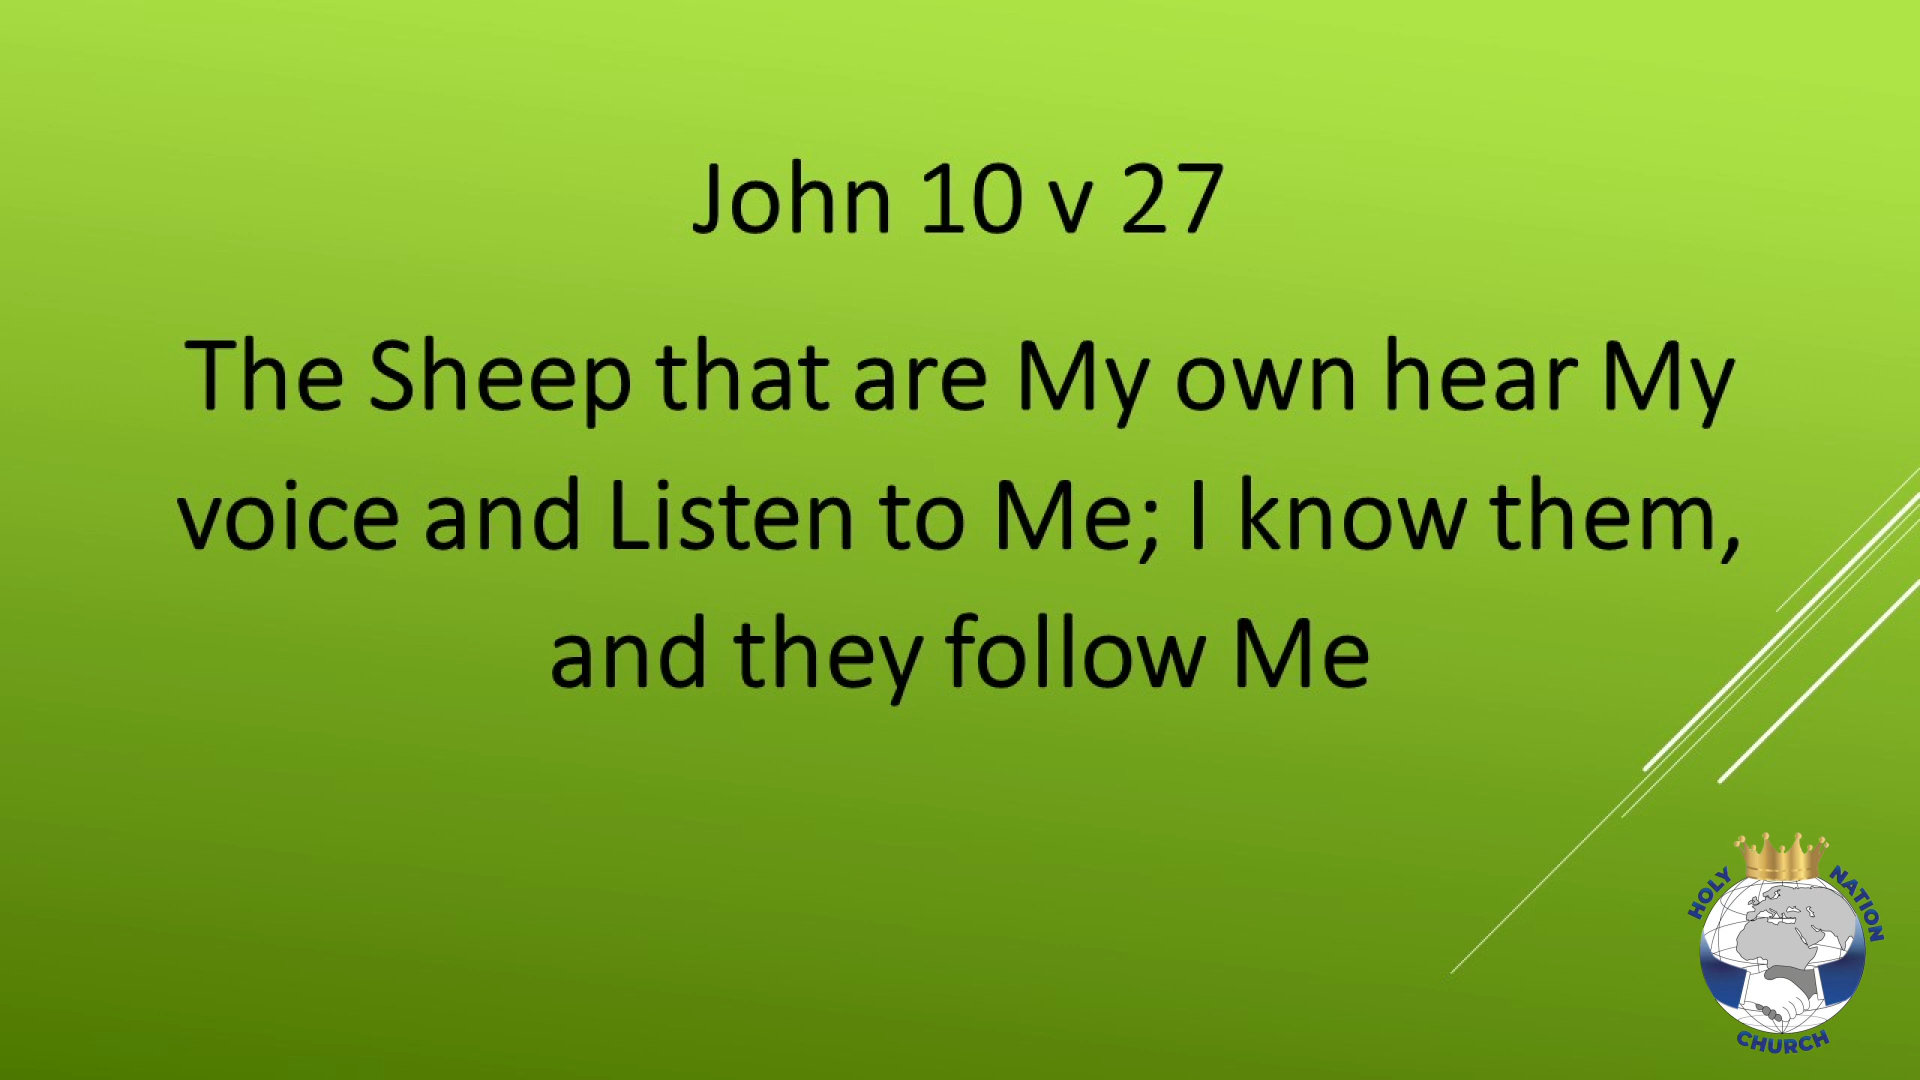 John 10 v 27
The Sheep that are My own hear My
voice and Listen to Me; I know them,
and they follow Me
HOLY NATION
CHURCH